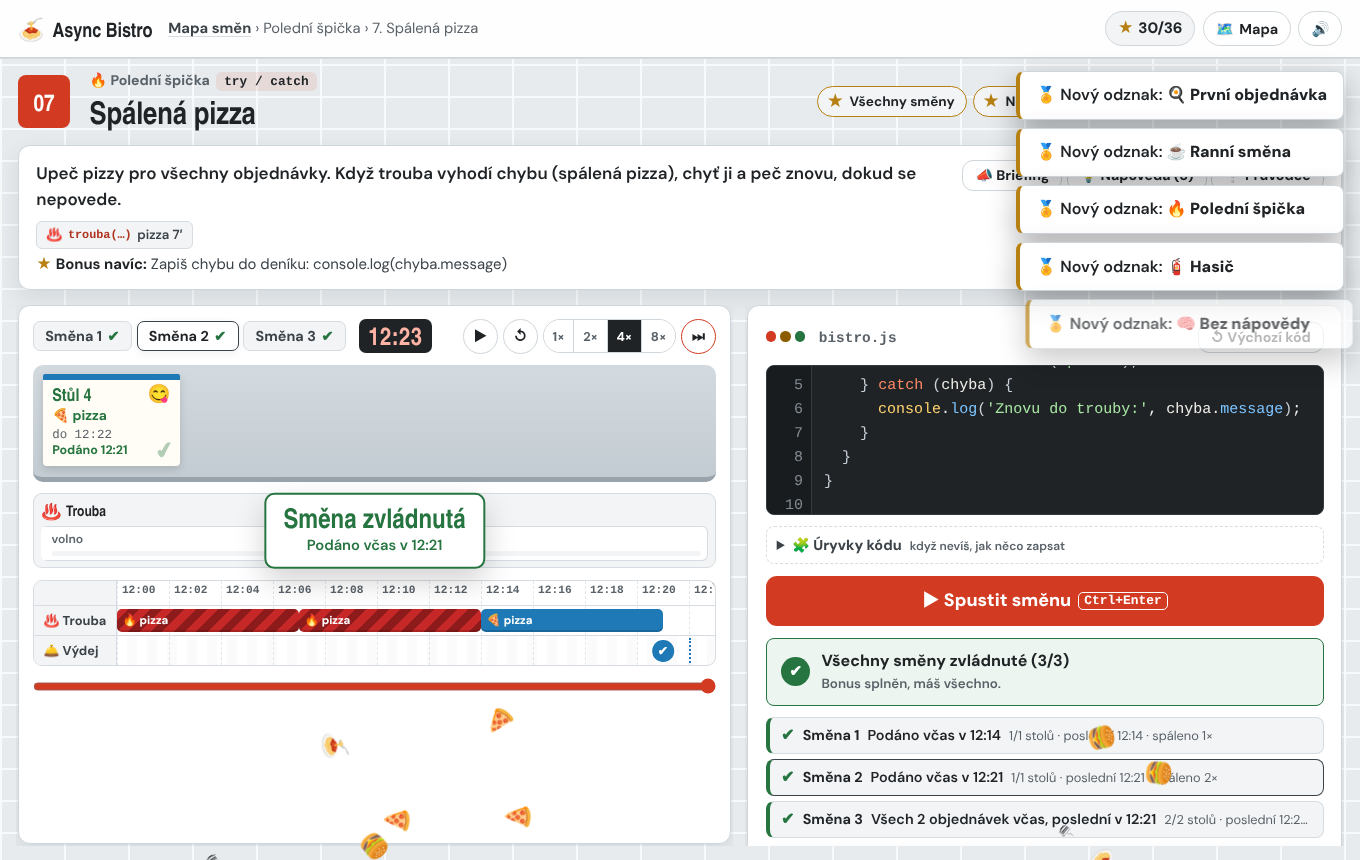 Async Bistro
Mapa směn › Polední špička › 7. Spálená pizza
★ 30/36
Mapa
07
Polední špička
try / catch
Spálená pizza
★ Všechny směny
★
Nový odznak: První objednávka
Nový odznak: Ranní směna
Nový odznak: Polední špička
Nový odznak: Hasič
Nový odznak: Bez nápovědy
Upeč pizzy pro všechny objednávky. Když trouba vyhodí chybu (spálená pizza), chyť ji a peč znovu, dokud se
nepovede.
trouba(…) pizza 7′
★ Bonus navíc: Zapiš chybu do deníku: console.log(chyba.message)
Směna 1 ✔
Směna 2 ✔
Směna 3 ✔
12:23
1×
2×
4×
8×
Stůl 4
pizza
do 12:22
Podáno 12:21
Trouba
volno
Směna zvládnutá
Podáno včas v 12:21
12:00 12:02 12:04 12:06 12:08 12:10 12:12 12:14 12:16 12:18 12:20
Trouba
pizza
pizza
pizza
Výdej
bistro.js
Výchozí kód
5 } catch (chyba) {
6 console.log('Znovu do trouby:', chyba.message);
7 }
8 }
9 }
10
Úryvky kódu když nevíš, jak něco zapsat
Spustit směnu Ctrl+Enter
Všechny směny zvládnuté (3/3)
Bonus splněn, máš všechno.
✔ Směna 1 Podáno včas v 12:14 1/1 stolů · 12:14 · spáleno 1×
✔ Směna 2 Podáno včas v 12:21 1/1 stolů · poslední 12:21 2×
✔ Směna 3 Všech 2 objednávek včas, poslední v 12:21 2/2 stolů · poslední 12:2…